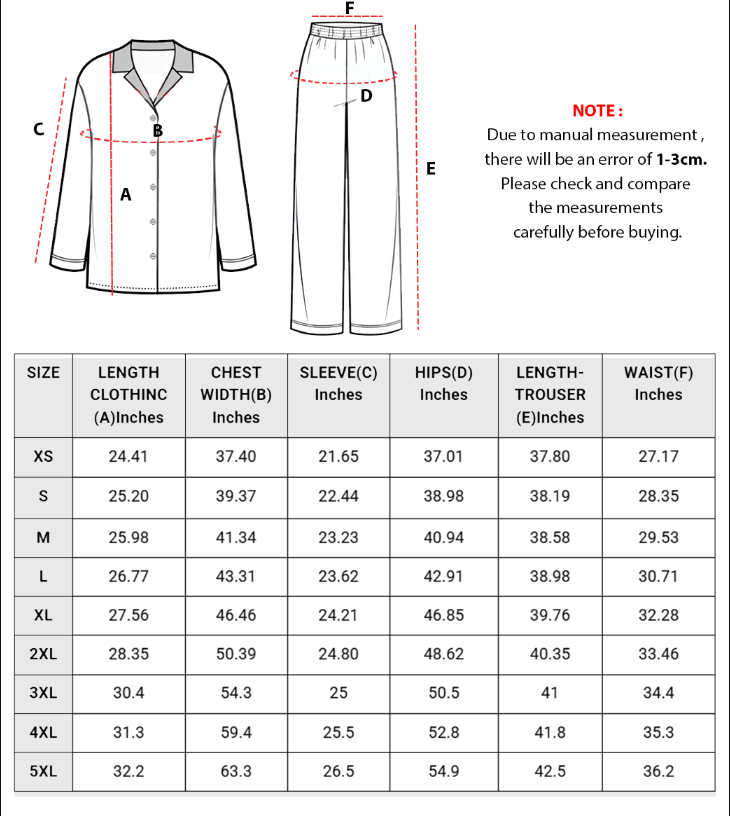 F
C
B
D
A
E
NOTE :
Due to manual measurement ,
there will be an error of 1-3cm.
Please check and compare
the measurements
carefully before buying.
SIZE LENGTH CLOTHINC (A)Inches CHEST WIDTH(B) Inches SLEEVE(C) Inches HIPS(D) Inches LENGTH-TROUSER (E)Inches WAIST(F) Inches
XS 24.41 37.40 21.65 37.01 37.80 27.17
S 25.20 39.37 22.44 38.98 38.19 28.35
M 25.98 41.34 23.23 40.94 38.58 29.53
L 26.77 43.31 23.62 42.91 38.98 30.71
XL 27.56 46.46 24.21 46.85 39.76 32.28
2XL 28.35 50.39 24.80 48.62 40.35 33.46
3XL 30.4 54.3 25 50.5 41 34.4
4XL 31.3 59.4 25.5 52.8 41.8 35.3
5XL 32.2 63.3 26.5 54.9 42.5 36.2